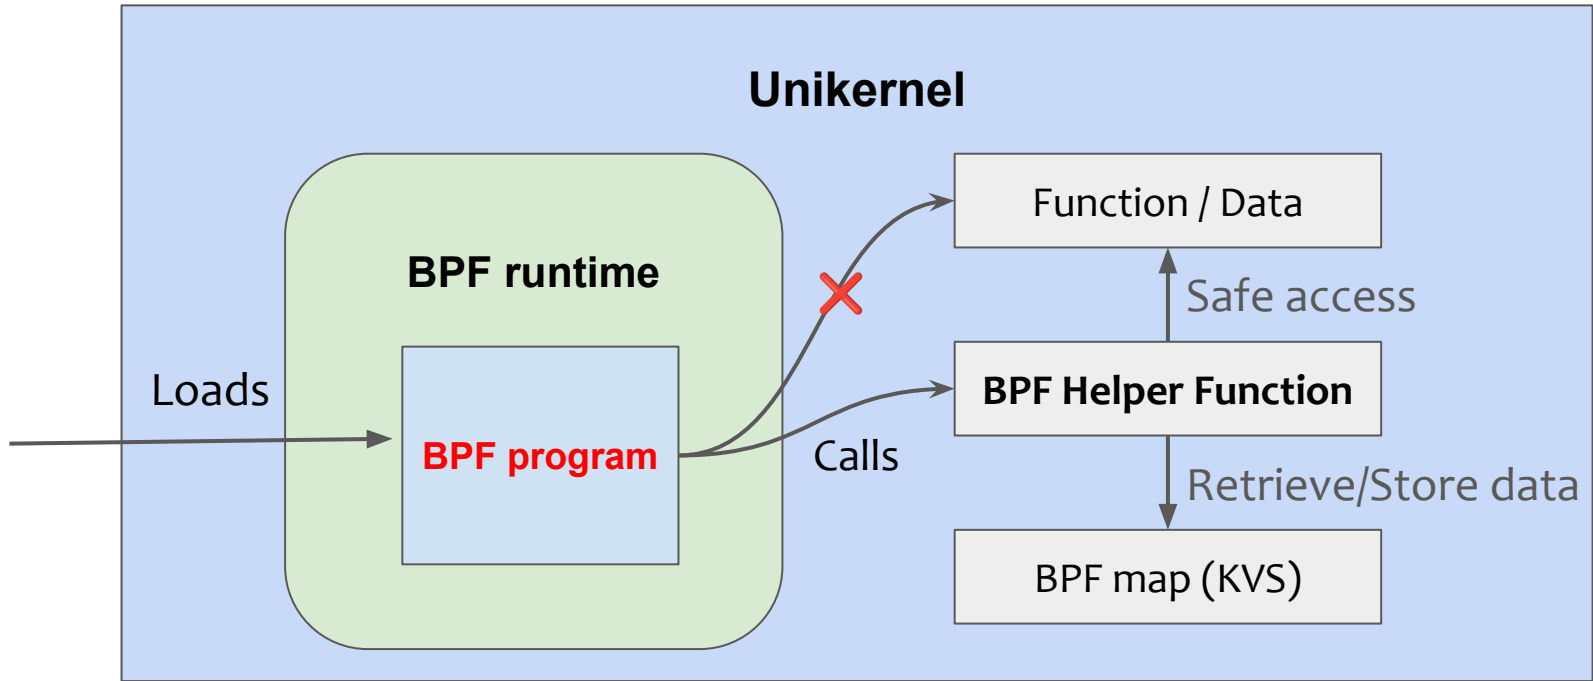 Unikernel
Function / Data
BPF runtime
Safe access
Loads
BPF Helper Function
BPF program
Calls
Retrieve/Store data
BPF map (KVS)